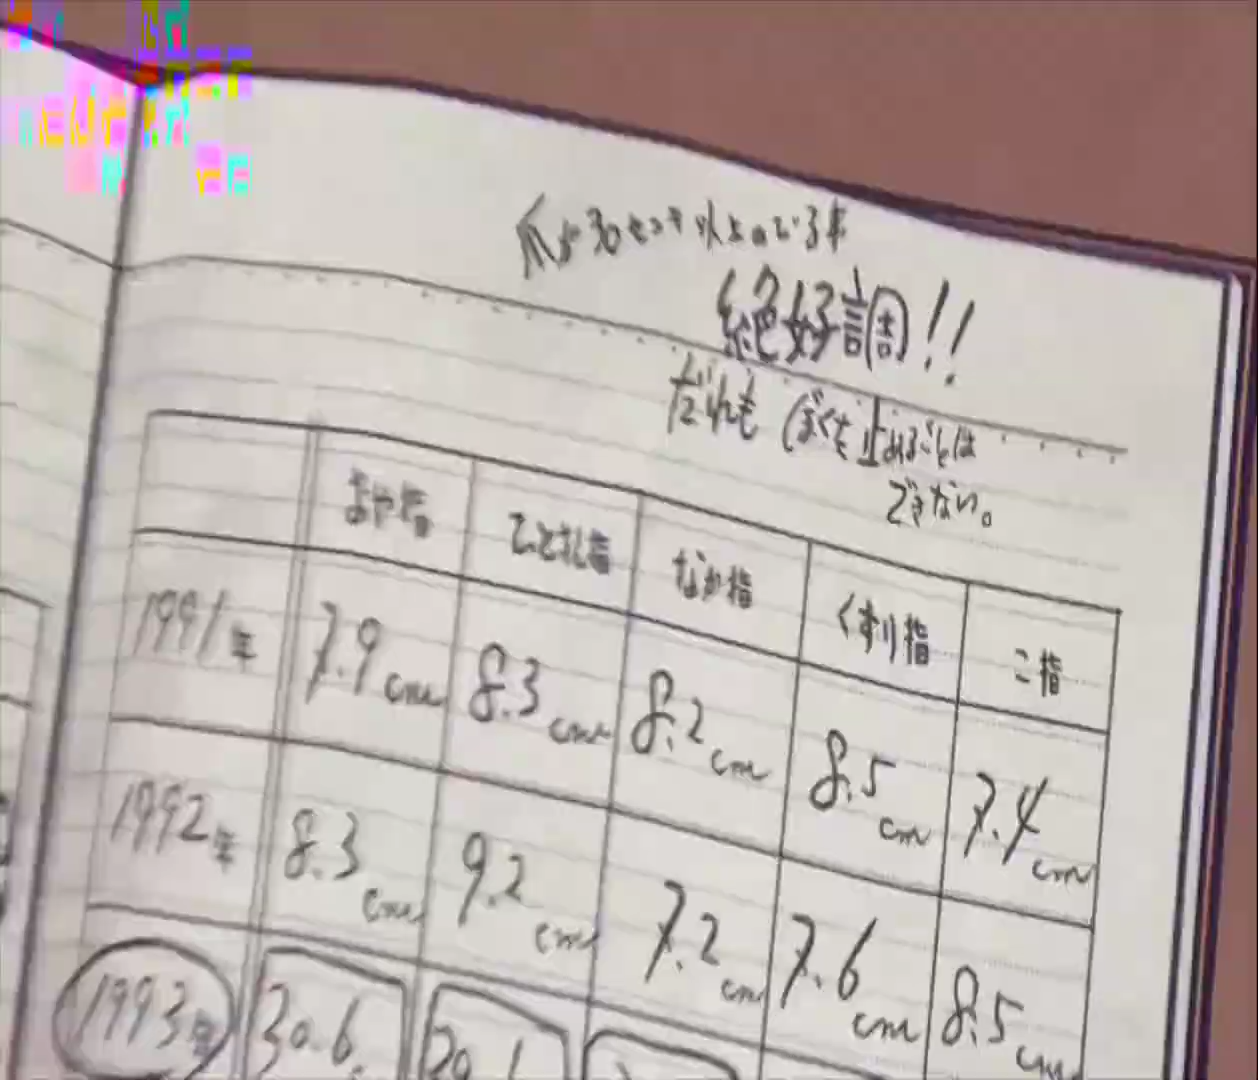 爪が30センチ以上のびる年
絶好調!!
だれも ぼくを止めることは
できない。
おや指 ひとさし指 なか指 くすり指 こ指
1991年 7.9cm 8.3cm 8.2cm 8.5cm 7.4cm
1992年 8.3cm 9.2cm 7.2cm 7.6cm 8.5cm
1993年 30.6